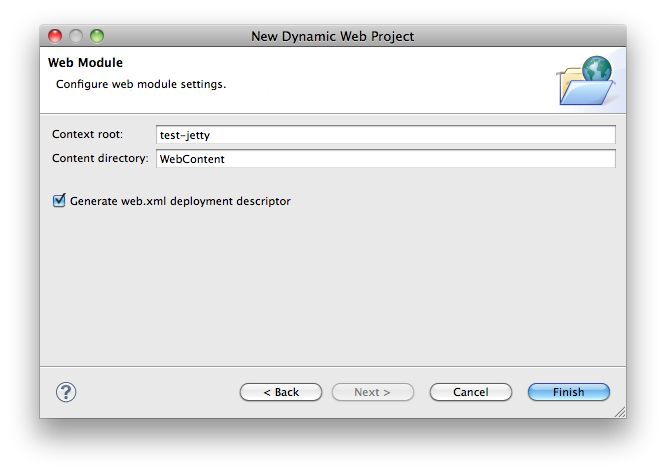 New Dynamic Web Project
Web Module
Configure web module settings.
Context root: test-jetty
Content directory: WebContent
Generate web.xml deployment descriptor
? < Back Next > Cancel Finish